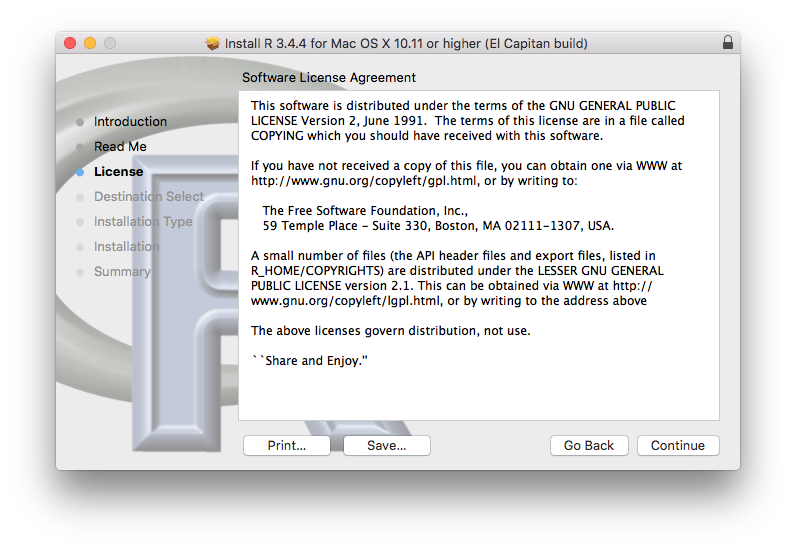 Install R 3.4.4 for Mac OS X 10.11 or higher (El Capitan build)
Software License Agreement
Introduction
Read Me
License
Destination Select
Installation Type
Installation
Summary
This software is distributed under the terms of the GNU GENERAL PUBLIC
LICENSE Version 2, June 1991.  The terms of this license are in a file called
COPYING which you should have received with this software.
If you have not received a copy of this file, you can obtain one via WWW at
http://www.gnu.org/copyleft/gpl.html, or by writing to:
The Free Software Foundation, Inc.,
59 Temple Place – Suite 330, Boston, MA 02111-1307, USA.
A small number of files (the API header files and export files, listed in
R_HOME/COPYRIGHTS) are distributed under the LESSER GNU GENERAL
PUBLIC LICENSE version 2.1. This can be obtained via WWW at http://
www.gnu.org/copyleft/lgpl.html, or by writing to the address above
The above licenses govern distribution, not use.
``Share and Enjoy.''
Print...
Save...
Go Back
Continue